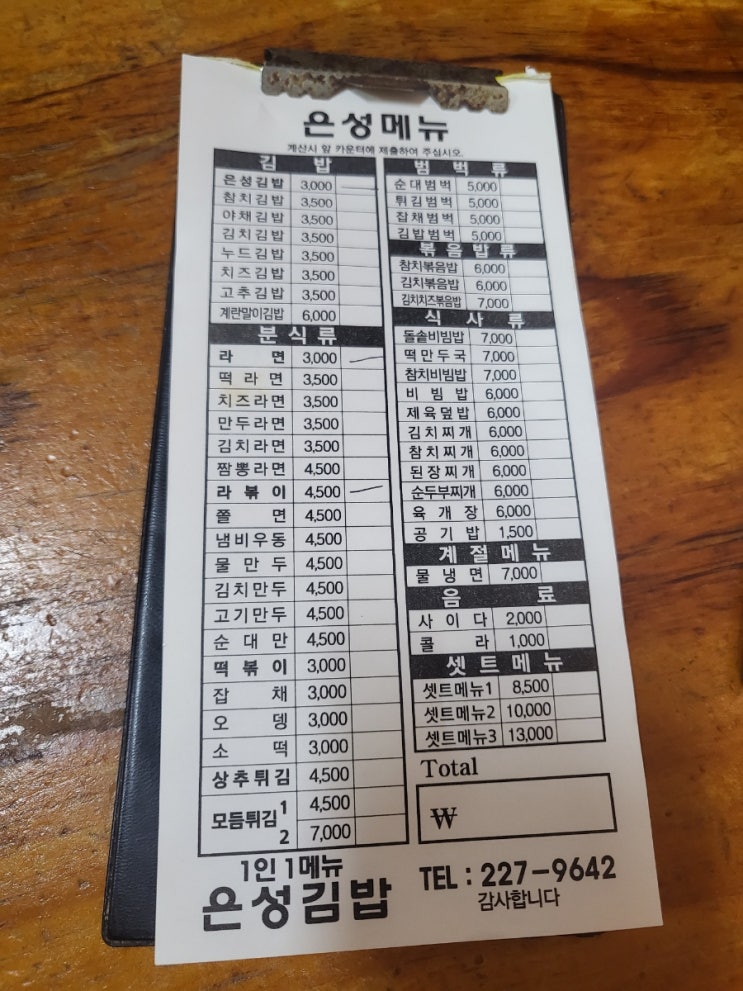 은성메뉴
계산시 앞 카운터에 제출하여 주십시오.
김 밥
은성김밥 3,000
참치김밥 3,500
야채김밥 3,500
김치김밥 3,500
누드김밥 3,500
치즈김밥 3,500
고추김밥 3,500
계란말이김밥 6,000
분식류
라 면 3,000
떡라면 3,500
치즈라면 3,500
만두라면 3,500
김치라면 3,500
짬뽕라면 4,500
라볶이 4,500
쫄 면 4,500
냄비우동 4,500
물만두 4,500
김치만두 4,500
고기만두 4,500
순대만 4,500
떡볶이 3,000
잡 채 3,000
오 뎅 3,000
소 떡 3,000
상추튀김 4,500
모듬튀김 1 4,500
2 7,000
범벅류
순대범벅 5,000
튀김범벅 5,000
잡채범벅 5,000
김밥범벅 5,000
볶음밥류
참치볶음밥 6,000
김치볶음밥 6,000
김치치즈볶음밥 7,000
식사류
돌솥비빔밥 7,000
떡만두국 7,000
참치비빔밥 7,000
비빔밥 6,000
제육덮밥 6,000
김치찌개 6,000
참치찌개 6,000
된장찌개 6,000
순두부찌개 6,000
육개장 6,000
공기밥 1,500
계절메뉴
물냉면 7,000
음 료
사이다 2,000
콜 라 1,000
셋트메뉴
셋트메뉴1 8,500
셋트메뉴2 10,000
셋트메뉴3 13,000
Total
₩
1인 1메뉴
은성김밥
TEL : 227-9642
감사합니다